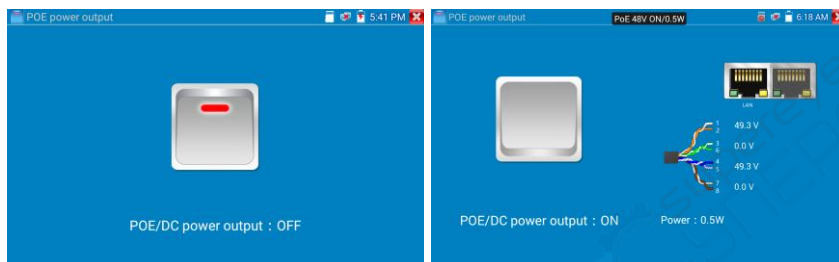 POE power output
5:41 PM
POE/DC power output : OFF
POE power output
PoE 48V ON/0.5W
6:18 AM
LAN
1
2
49.3 V
3
6
0.0 V
4
5
49.3 V
7
8
0.0 V
POE/DC power output : ON
Power : 0.5W